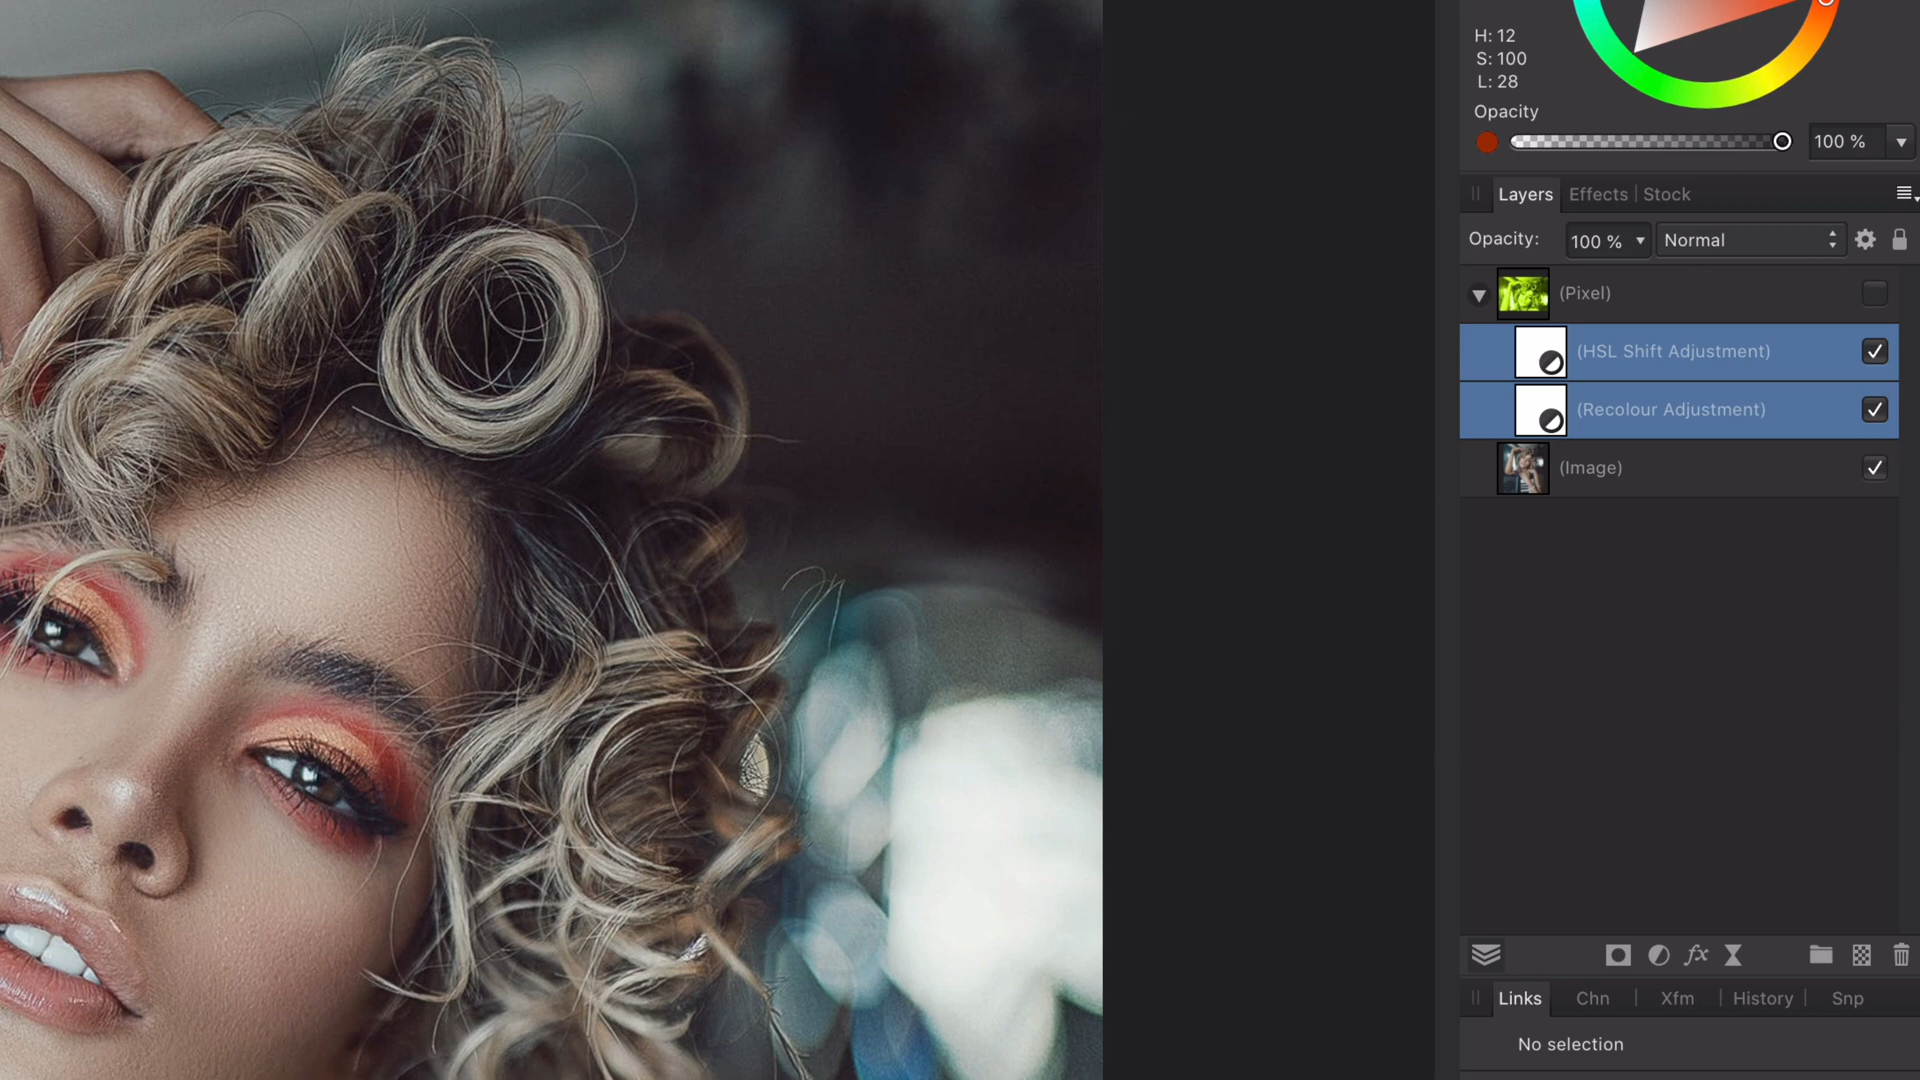 H: 12
S: 100
L: 28
Opacity
100 %
Layers Effects Stock
Opacity: 100 % Normal
(Pixel)
(HSL Shift Adjustment)
(Recolour Adjustment)
(Image)
fx
Links Chn Xfm History Snp
No selection